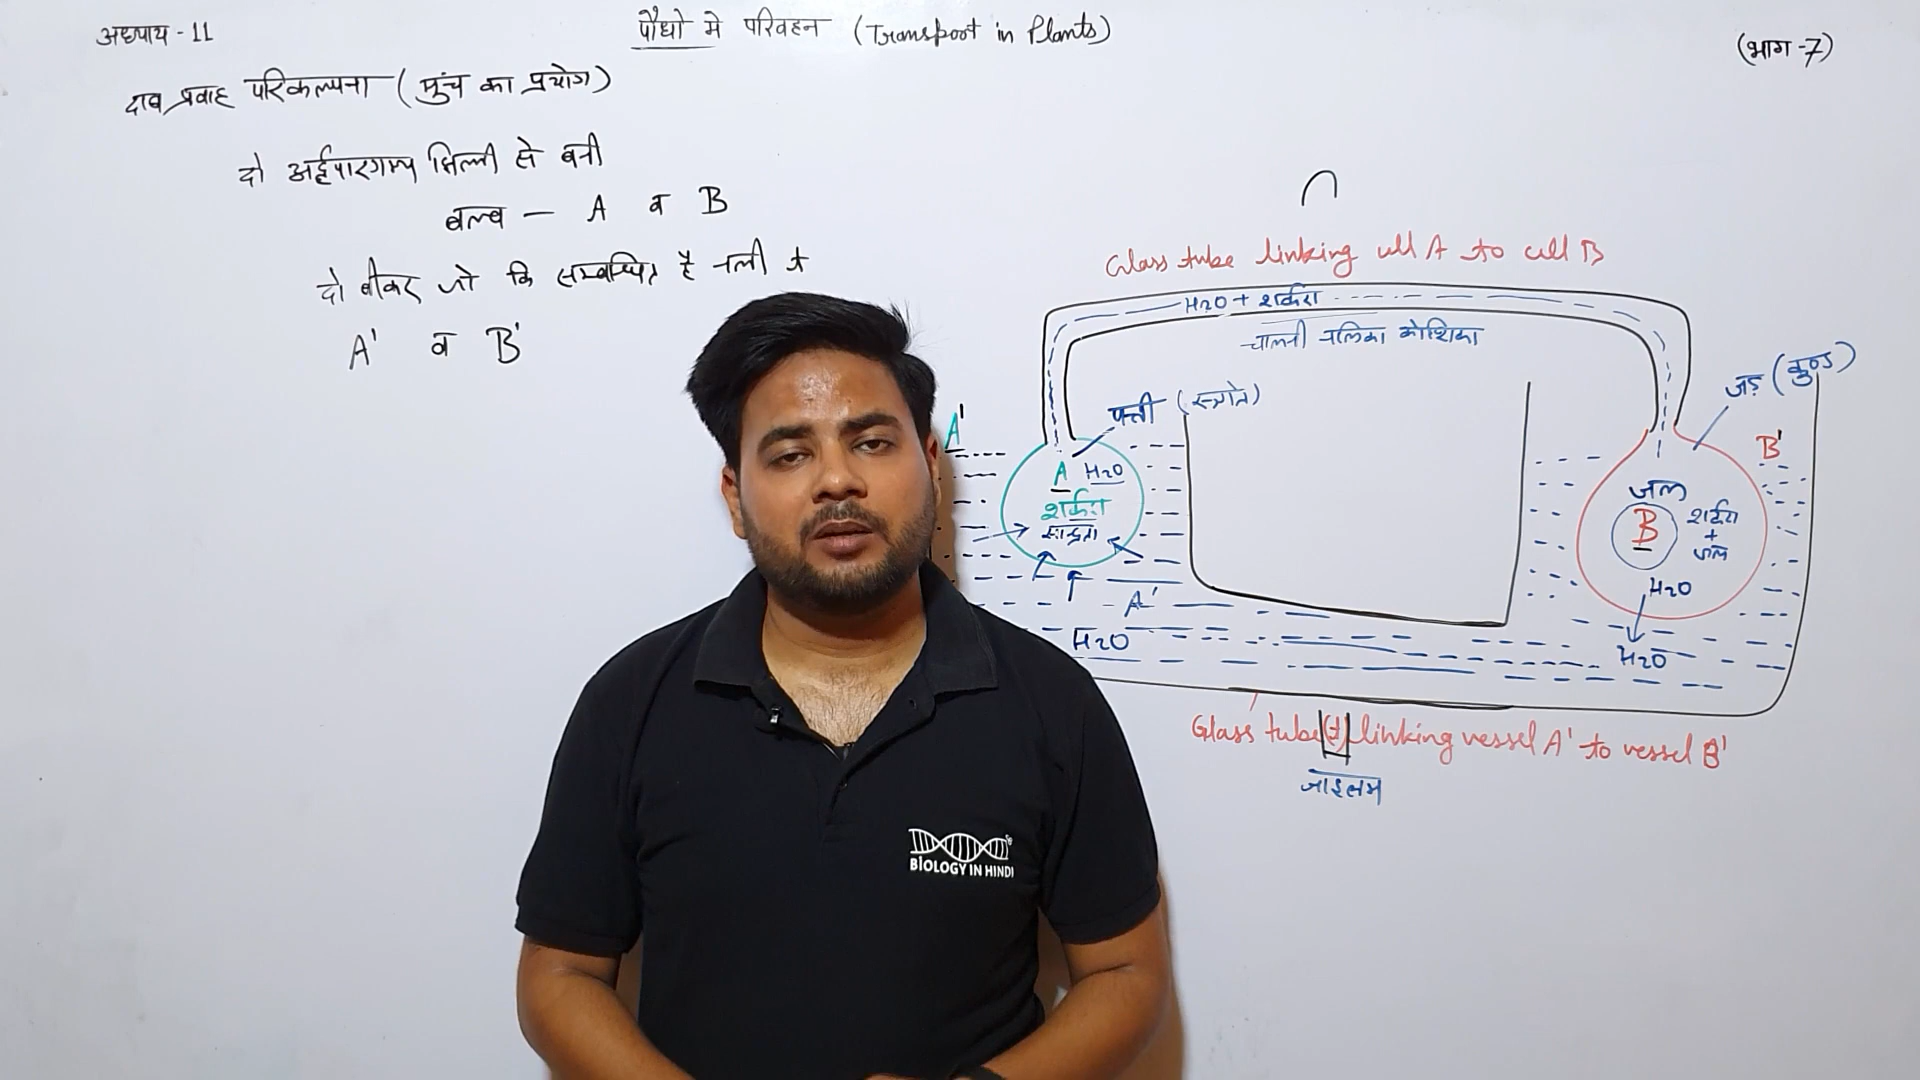 अध्याय - 11
पौधो मे परिवहन (Transport in Plants)
(भाग -7)
दाब प्रवाह परिकल्पना (मुंच का प्रयोग)
दो अर्द्धपारगम्य झिल्ली से बनी
बल्ब — A व B
दो बीकर जो कि सम्बन्धित है नली t
A' व B'
Glass tube linking cell A to cell B
H2O + शर्करा
चालनी नलिका कोशिका
जड़ (कुण्ड)
पत्ती (स्त्रोत)
A'
B'
A H2O
शर्करा
सान्द्रता
जल
B
शर्करा
+
जल
H2O
A'
H2O
H2O
Glass tube (t) linking vessel A' to vessel B'
जाइलम
BIOLOGY IN HINDI